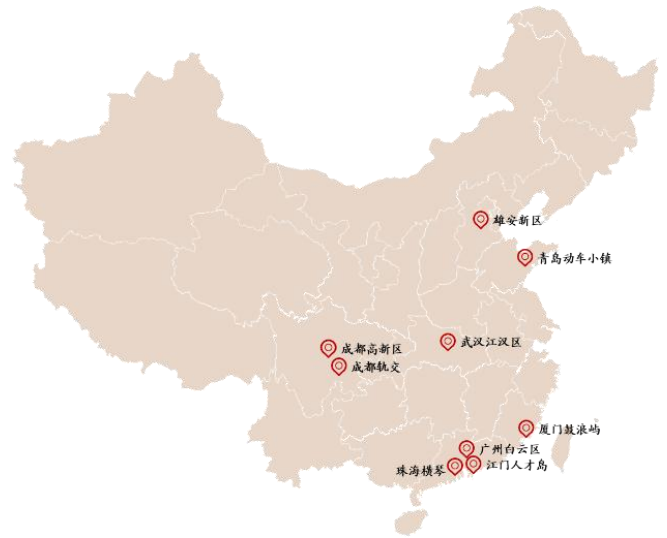 雄安新区
青岛动车小镇
武汉江汉区
成都高新区
成都轨交
厦门鼓浪屿
广州白云区
江门人才岛
珠海横琴